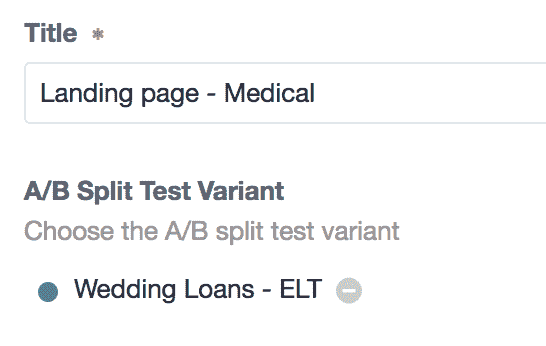 Title *
Landing page - Medical
A/B Split Test Variant
Choose the A/B split test variant
Wedding Loans - ELT